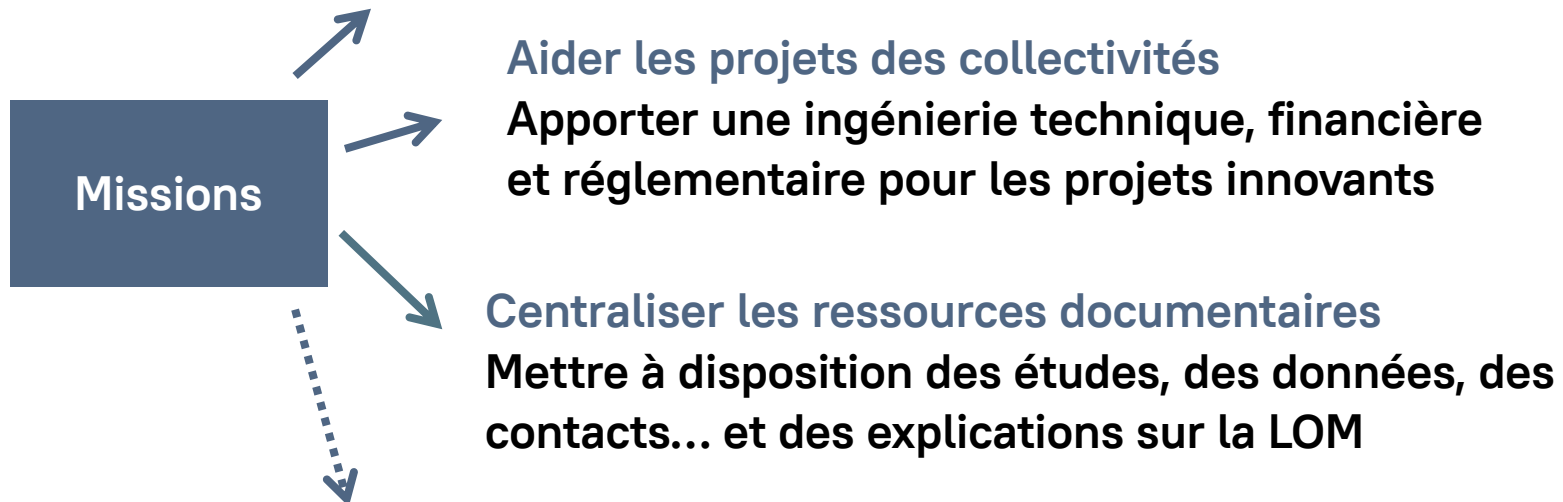 Missions
Aider les projets des collectivités
Apporter une ingénierie technique, financière
et réglementaire pour les projets innovants
Centraliser les ressources documentaires
Mettre à disposition des études, des données, des
contacts... et des explications sur la LOM